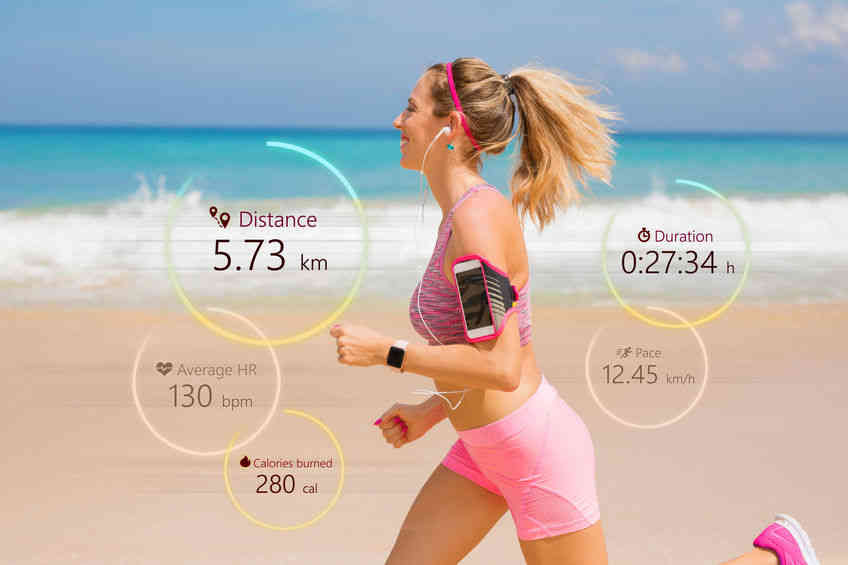 Distance
5.73 km
Duration
0:27:34 h
Average HR
130 bpm
Pace
12.45 km/h
Calories burned
280 cal